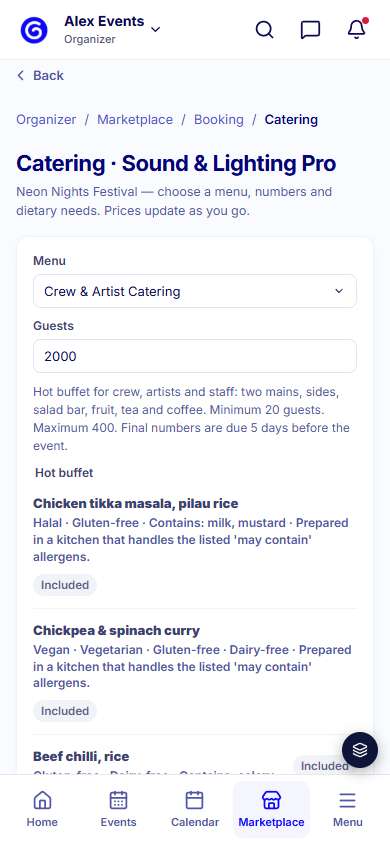 Alex Events
Organizer
Back
Organizer / Marketplace / Booking / Catering
Catering · Sound & Lighting Pro
Neon Nights Festival — choose a menu, numbers and
dietary needs. Prices update as you go.
Menu
Crew & Artist Catering
Guests
2000
Hot buffet for crew, artists and staff: two mains, sides,
salad bar, fruit, tea and coffee. Minimum 20 guests.
Maximum 400. Final numbers are due 5 days before the
event.
Hot buffet
Chicken tikka masala, pilau rice
Halal · Gluten-free · Contains: milk, mustard · Prepared
in a kitchen that handles the listed 'may contain'
allergens.
Included
Chickpea & spinach curry
Vegan · Vegetarian · Gluten-free · Dairy-free · Prepared
in a kitchen that handles the listed 'may contain'
allergens.
Included
Beef chilli, rice
Included
Gluten-free · Dairy-free · Contains: celery
Home
Events
Calendar
Marketplace
Menu